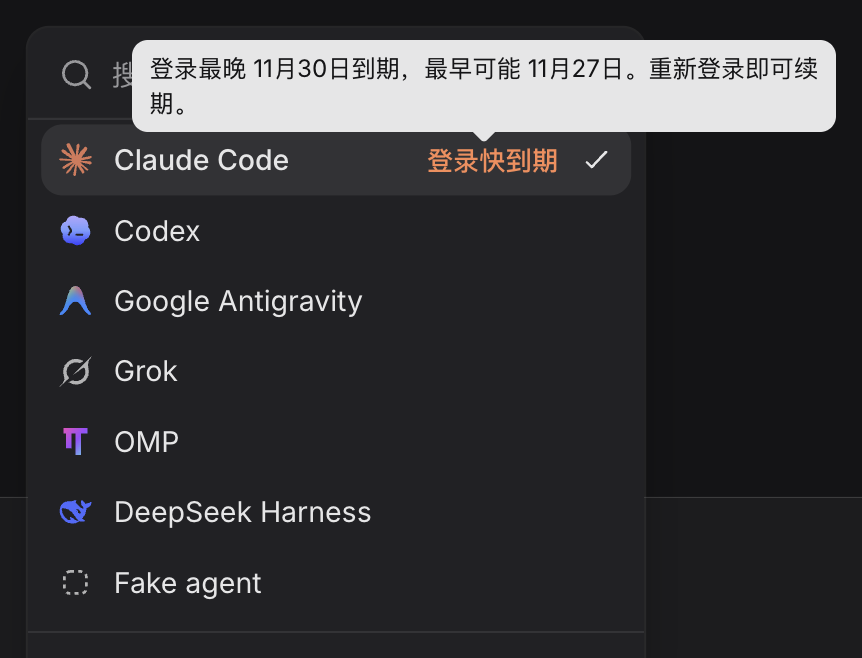 登录最晚 11月30日到期，最早可能 11月27日。重新登录即可续
期。
搜
Claude Code 登录快到期
Codex
Google Antigravity
Grok
OMP
DeepSeek Harness
Fake agent